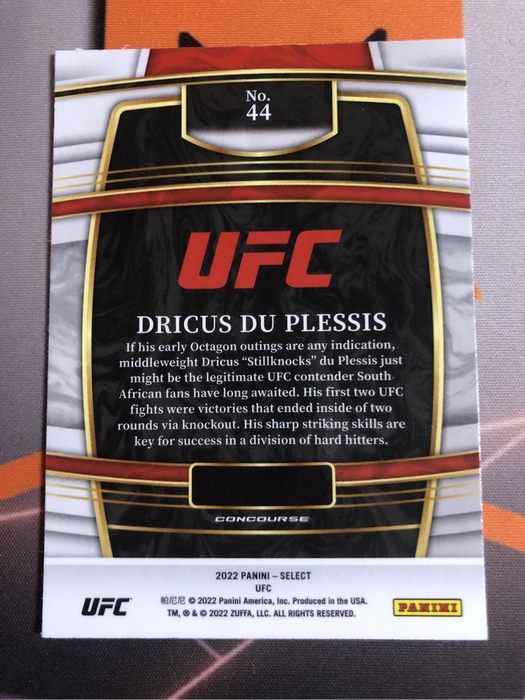 No.
44
UFC
DRICUS DU PLESSIS
If his early Octagon outings are any indication,
middleweight Dricus “Stillknocks” du Plessis just
might be the legitimate UFC contender South
African fans have long awaited. His first two UFC
fights were victories that ended inside of two
rounds via knockout. His sharp striking skills are
key for success in a division of hard hitters.
CONCOURSE
2022 PANINI – SELECT
UFC
帕尼尼 © 2022 Panini America, Inc. Produced in the USA.
TM, ® & © 2022 ZUFFA, LLC. ALL RIGHTS RESERVED.
UFC
PANINI